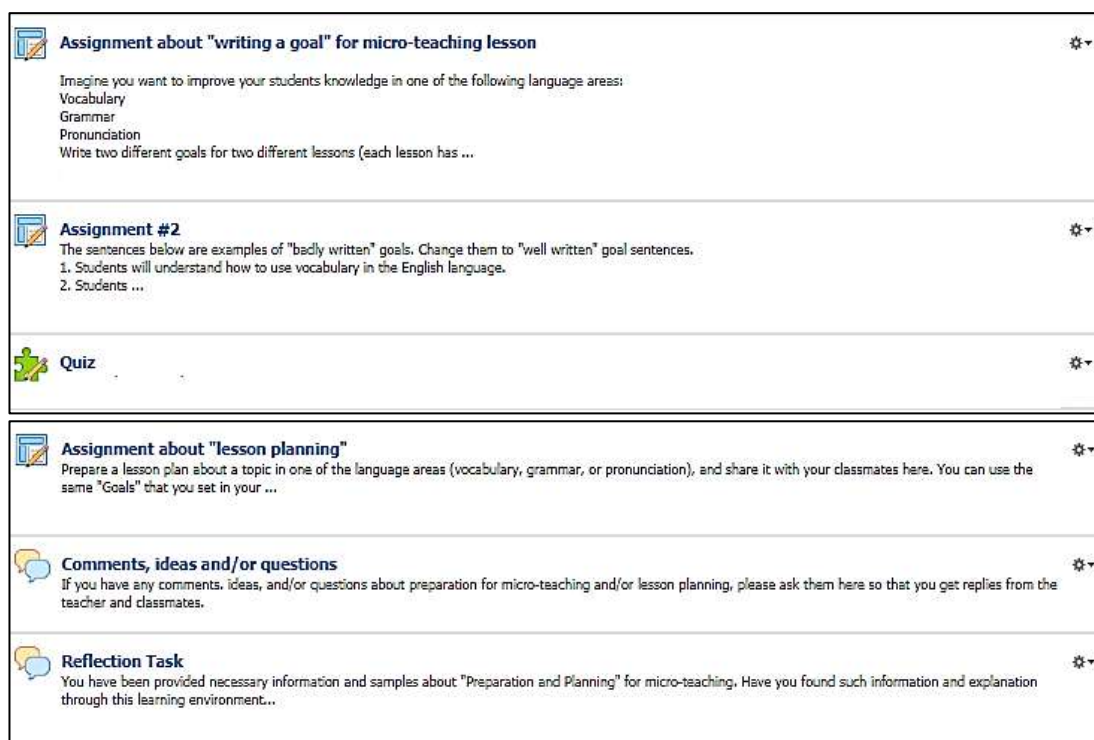 Assignment about "writing a goal" for micro-teaching lesson
Imagine you want to improve your students knowledge in one of the following language areas:
Vocabulary
Grammar
Pronunciation
Write two different goals for two different lessons (each lesson has ...
Assignment #2
The sentences below are examples of "badly written" goals. Change them to "well written" goal sentences.
1. Students will understand how to use vocabulary in the English language.
2. Students ...
Quiz
Assignment about "lesson planning"
Prepare a lesson plan about a topic in one of the language areas (vocabulary, grammar, or pronunciation), and share it with your classmates here. You can use the
same "Goals" that you set in your ...
Comments, ideas and/or questions
If you have any comments, ideas, and/or questions about preparation for micro-teaching and/or lesson planning, please ask them here so that you get replies from the
teacher and classmates.
Reflection Task
You have been provided necessary information and samples about "Preparation and Planning" for micro-teaching. Have you found such information and explanation
through this learning environment...